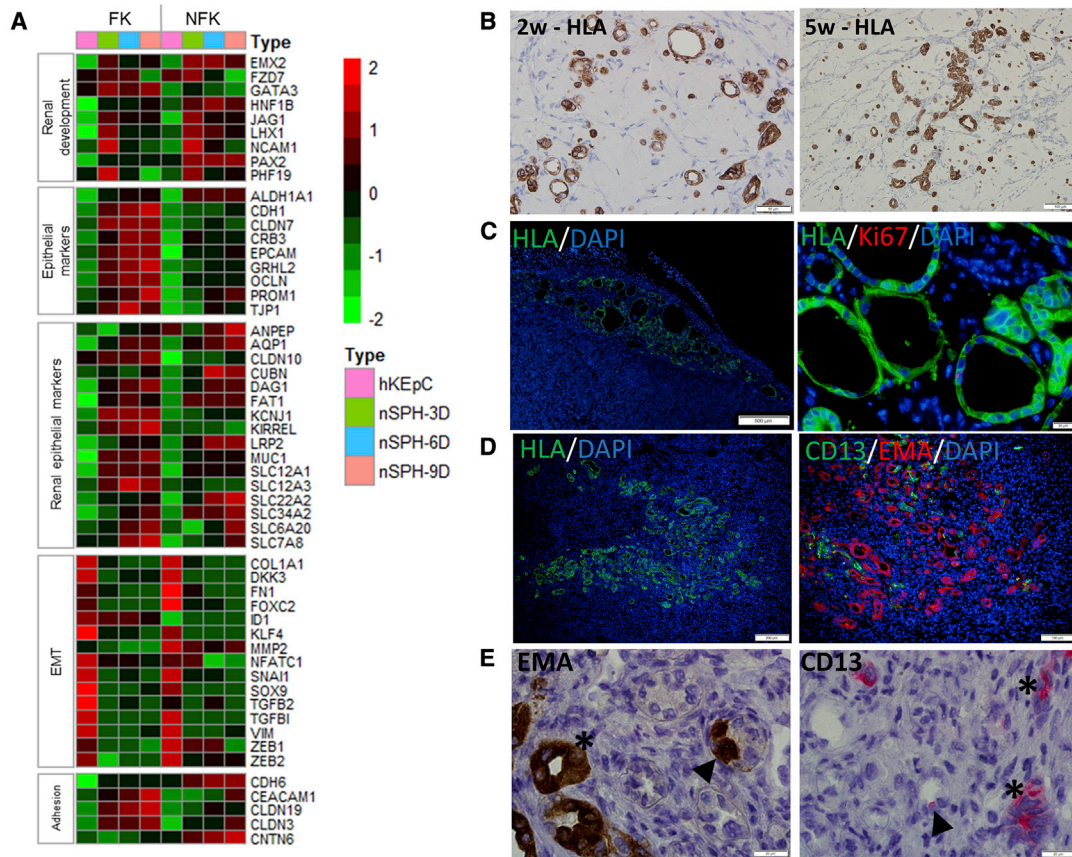 A
FK NFK
Type
Renal development
EMX2
FZD7
GATA3
HNF1B
JAG1
LHX1
NCAM1
PAX2
PHF19
Epithelial markers
ALDH1A1
CDH1
CLDN7
CRB3
EPCAM
GRHL2
OCLN
PROM1
TJP1
Renal epithelial markers
ANPEP
AQP1
CLDN10
CUBN
DAG1
FAT1
KCNJ1
KIRREL
LRP2
MUC1
SLC12A1
SLC12A3
SLC22A2
SLC34A2
SLC6A20
SLC7A8
EMT
COL1A1
DKK3
FN1
FOXC2
ID1
KLF4
MMP2
NFATC1
SNAI1
SOX9
TGFB2
TGFBI
VIM
ZEB1
ZEB2
Adhesion
CDH6
CEACAM1
CLDN19
CLDN3
CNTN6
2
1
0
-1
-2
Type
hKEpC
nSPH-3D
nSPH-6D
nSPH-9D
B
2w - HLA
5w - HLA
C
HLA/DAPI
500 µm
HLA/Ki67/DAPI
D
HLA/DAPI
CD13/EMA/DAPI
E
EMA
*
CD13
*
*